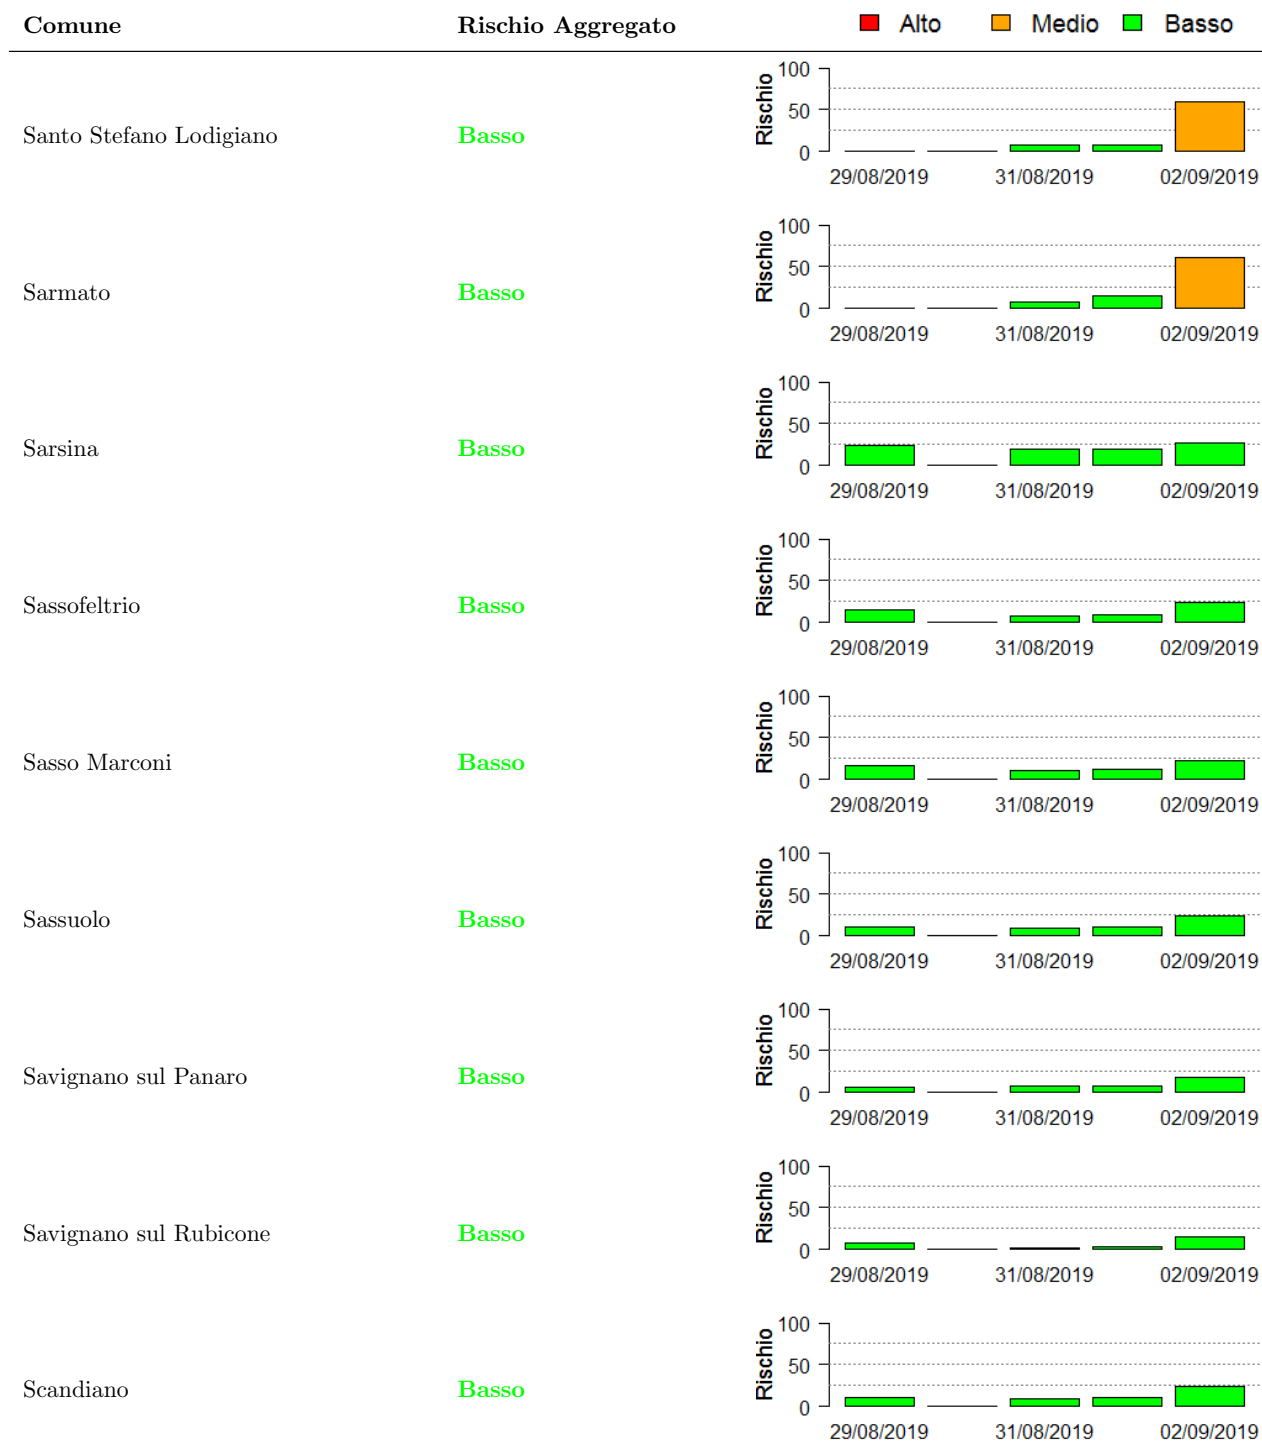 Comune Rischio Aggregato Alto Medio Basso
Santo Stefano Lodigiano Basso
Rischio
100
50
0
29/08/2019 31/08/2019 02/09/2019
Sarmato Basso
Rischio
100
50
0
29/08/2019 31/08/2019 02/09/2019
Sarsina Basso
Rischio
100
50
0
29/08/2019 31/08/2019 02/09/2019
Sassofeltrio Basso
Rischio
100
50
0
29/08/2019 31/08/2019 02/09/2019
Sasso Marconi Basso
Rischio
100
50
0
29/08/2019 31/08/2019 02/09/2019
Sassuolo Basso
Rischio
100
50
0
29/08/2019 31/08/2019 02/09/2019
Savignano sul Panaro Basso
Rischio
100
50
0
29/08/2019 31/08/2019 02/09/2019
Savignano sul Rubicone Basso
Rischio
100
50
0
29/08/2019 31/08/2019 02/09/2019
Scandiano Basso
Rischio
100
50
0
29/08/2019 31/08/2019 02/09/2019